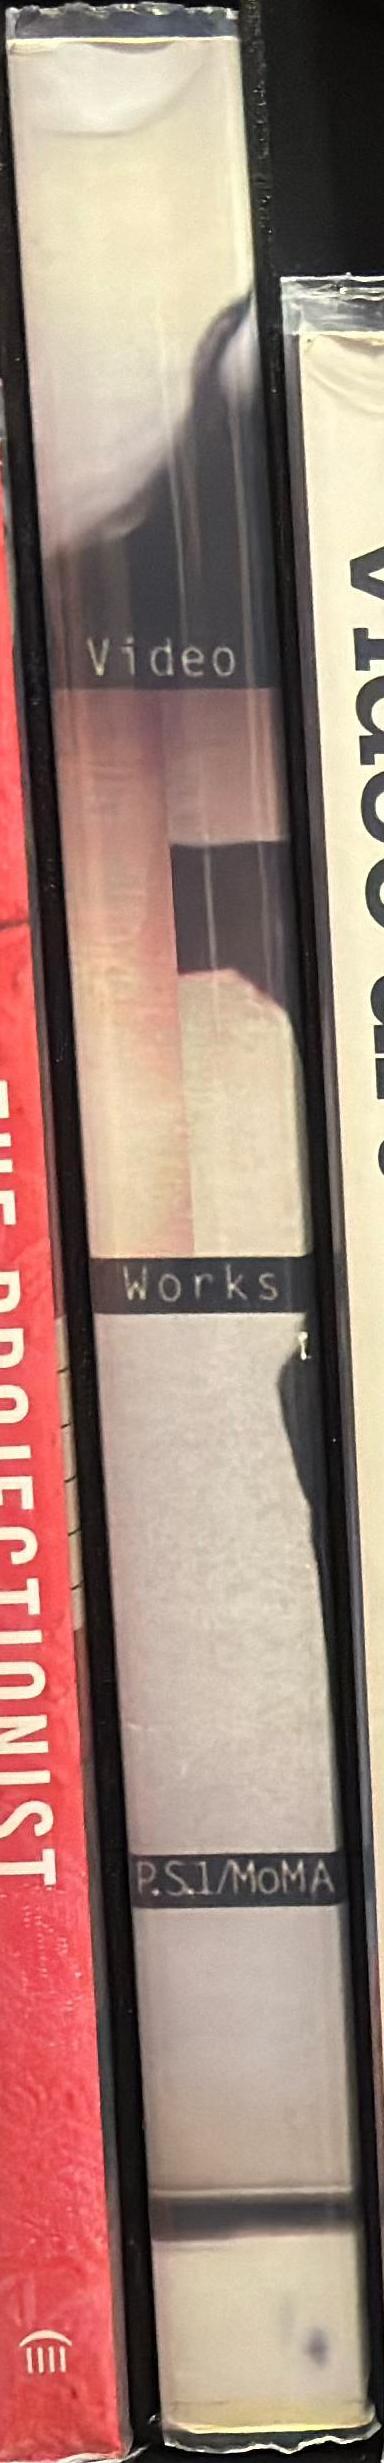 THE PROJECTIONIST
Video
Works
P.S.1/MoMA